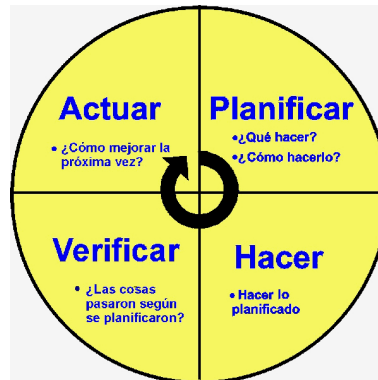 Actuar
• ¿Cómo mejorar la
próxima vez?
Planificar
•¿Qué hacer?
•¿Cómo hacerlo?
Verificar
• ¿Las cosas
pasaron según
se planificaron?
Hacer
• Hacer lo
planificado